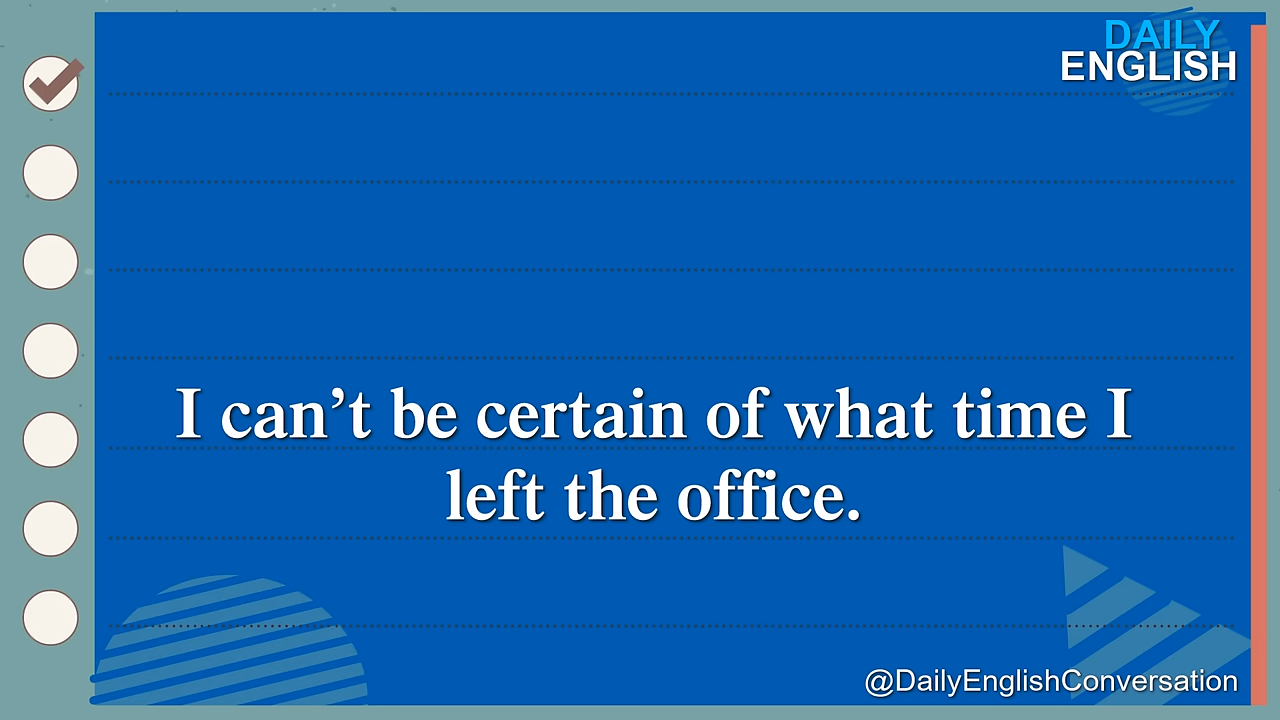 DAILY
ENGLISH
I can’t be certain of what time I
left the office.
@DailyEnglishConversation